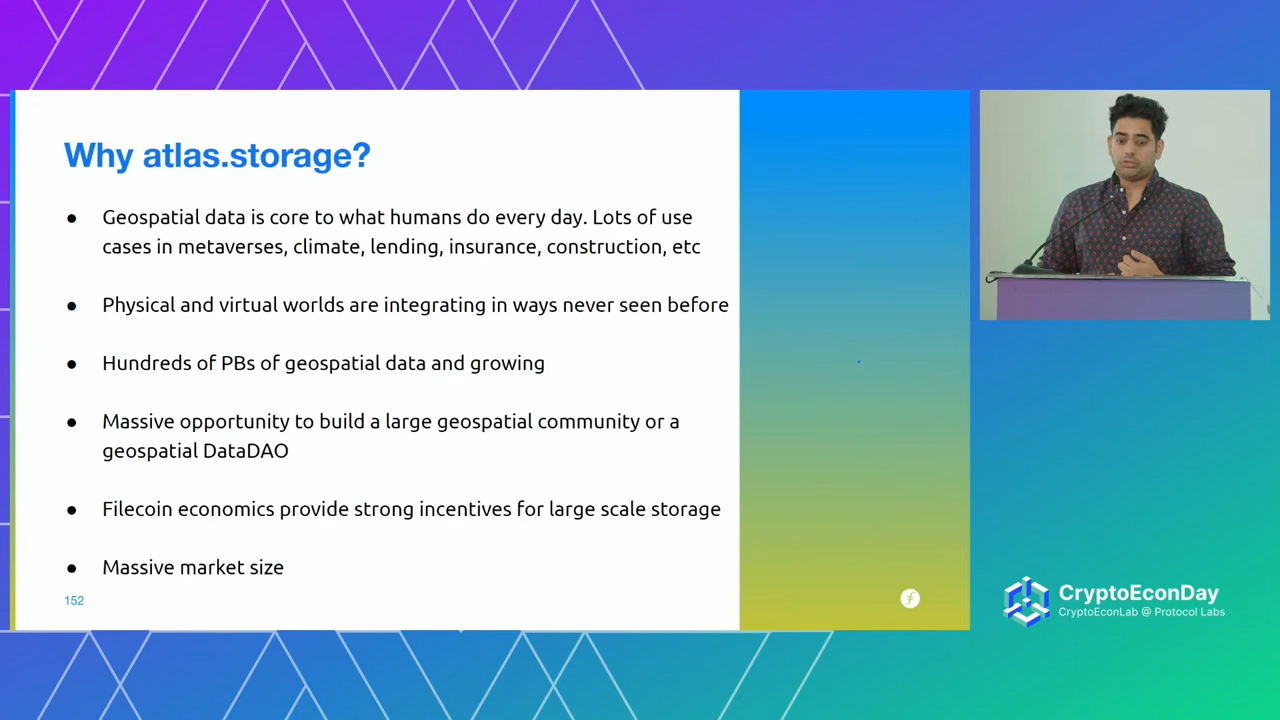 Why atlas.storage?
● Geospatial data is core to what humans do every day. Lots of use
cases in metaverses, climate, lending, insurance, construction, etc
● Physical and virtual worlds are integrating in ways never seen before
● Hundreds of PBs of geospatial data and growing
● Massive opportunity to build a large geospatial community or a
geospatial DataDAO
● Filecoin economics provide strong incentives for large scale storage
● Massive market size
152
CryptoEconDay
CryptoEconLab @ Protocol Labs